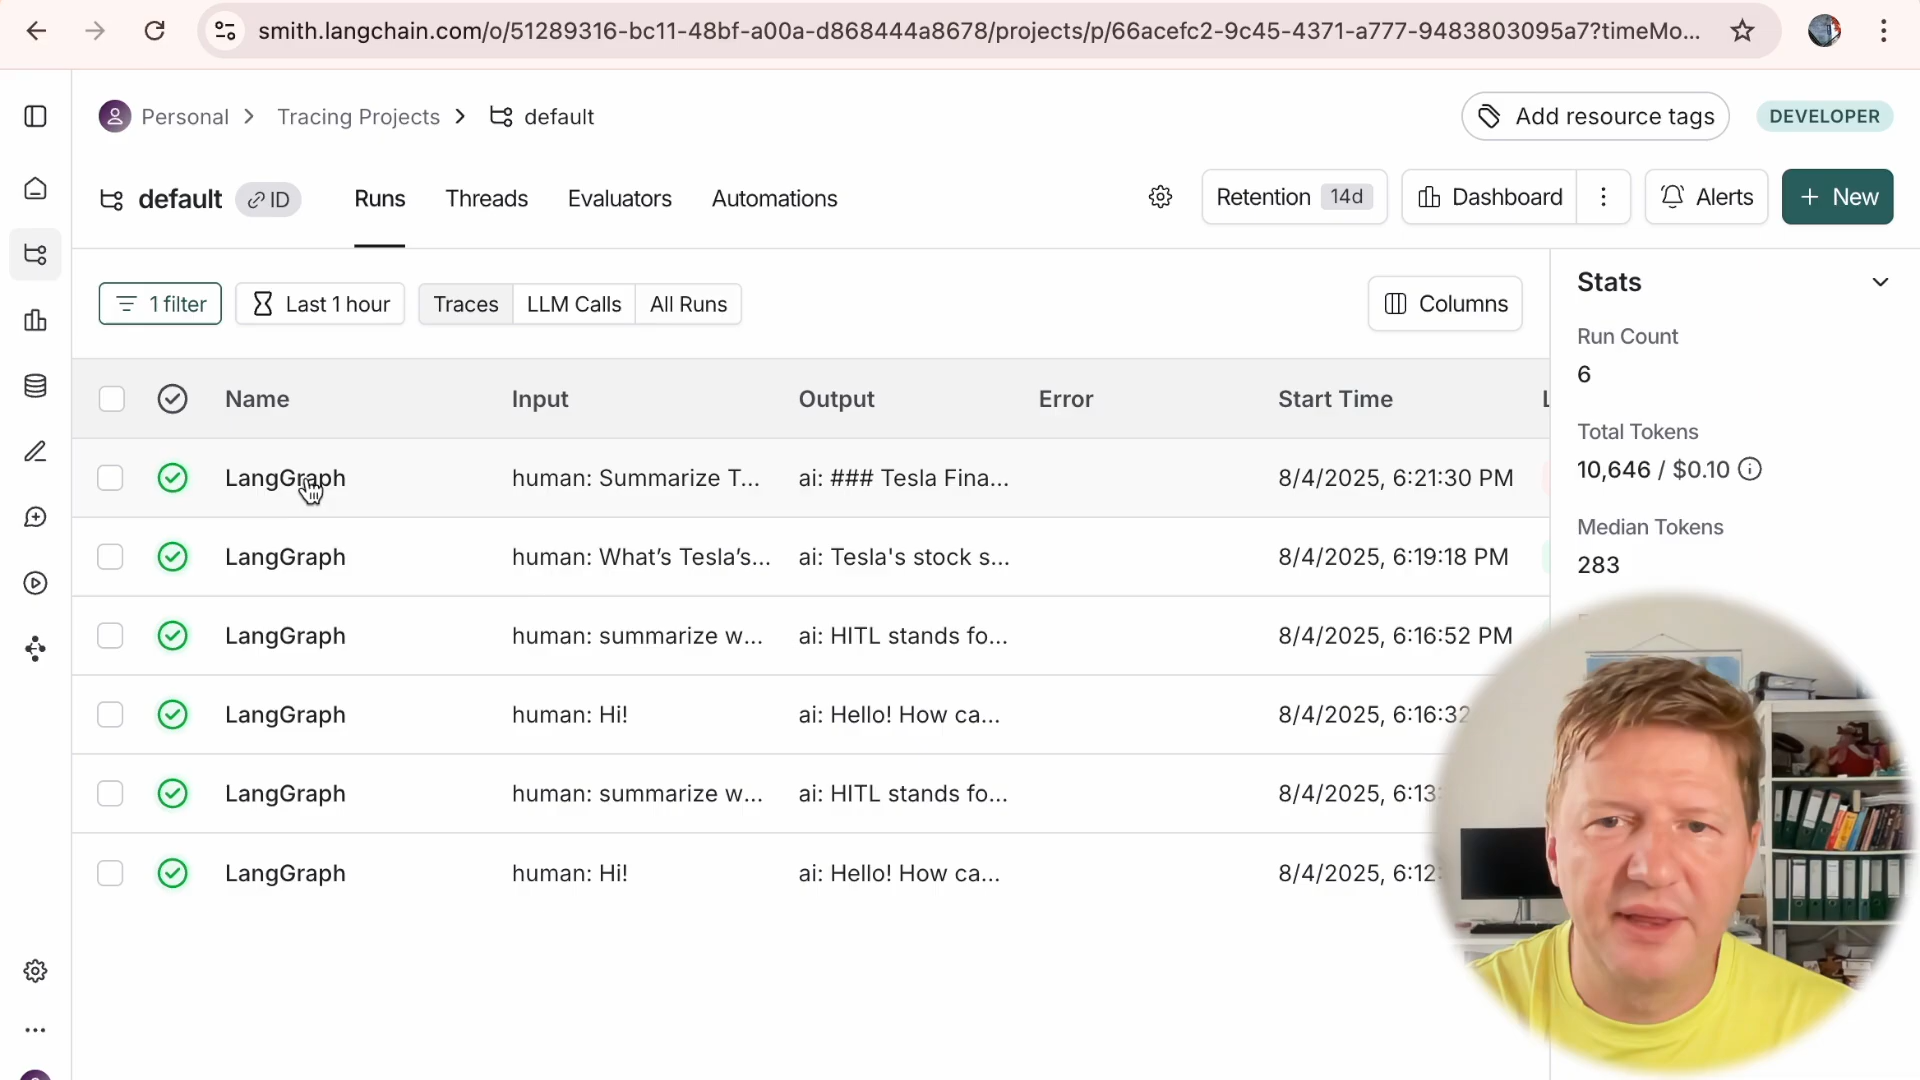 smith.langchain.com/o/51289316-bc11-48bf-a00a-d868444a8678/projects/p/66acefc2-9c45-4371-a777-9483803095a7?timeMo...
Personal > Tracing Projects > default
Add resource tags
DEVELOPER
default ID Runs Threads Evaluators Automations
Retention 14d Dashboard Alerts + New
1 filter Last 1 hour Traces LLM Calls All Runs Columns
Name Input Output Error Start Time
LangGraph human: Summarize T... ai: ### Tesla Fina... 8/4/2025, 6:21:30 PM
LangGraph human: What’s Tesla’s... ai: Tesla's stock s... 8/4/2025, 6:19:18 PM
LangGraph human: summarize w... ai: HITL stands fo... 8/4/2025, 6:16:52 PM
LangGraph human: Hi! ai: Hello! How ca... 8/4/2025, 6:16:32
LangGraph human: summarize w... ai: HITL stands fo... 8/4/2025, 6:13
LangGraph human: Hi! ai: Hello! How ca... 8/4/2025, 6:12
Stats
Run Count
6
Total Tokens
10,646 / $0.10
Median Tokens
283